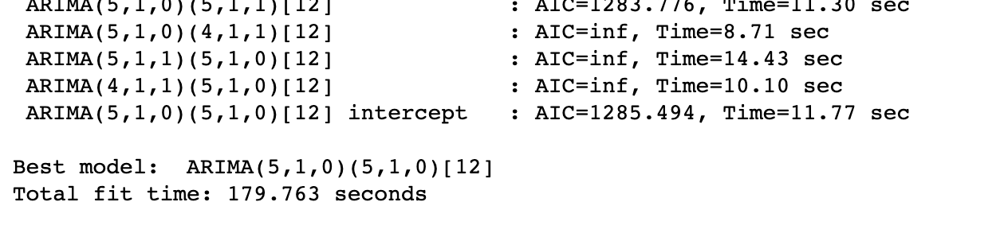 ARIMA(5,1,0)(5,1,1)[12] : AIC=1283.776, Time=11.30 sec
ARIMA(5,1,0)(4,1,1)[12] : AIC=inf, Time=8.71 sec
ARIMA(5,1,1)(5,1,0)[12] : AIC=inf, Time=14.43 sec
ARIMA(4,1,1)(5,1,0)[12] : AIC=inf, Time=10.10 sec
ARIMA(5,1,0)(5,1,0)[12] intercept : AIC=1285.494, Time=11.77 sec
Best model: ARIMA(5,1,0)(5,1,0)[12]
Total fit time: 179.763 seconds